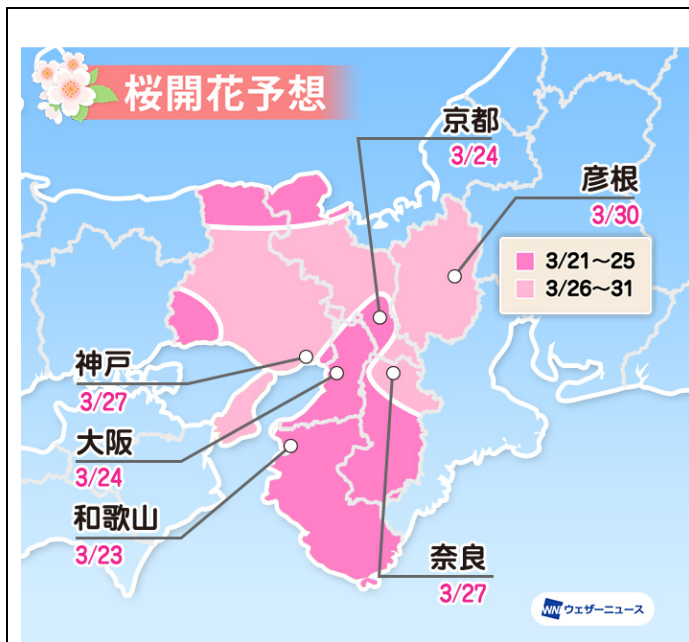 桜開花予想
京都
3/24
彦根
3/30
3/21～25
3/26～31
神戸
3/27
大阪
3/24
和歌山
3/23
奈良
3/27
WN ウェザーニュース